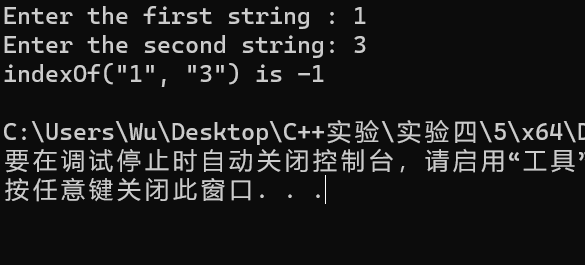 Enter the first string : 1
Enter the second string: 3
indexOf("1", "3") is -1
C:\Users\Wu\Desktop\C++实验\实验四\5\x64\D
要在调试停止时自动关闭控制台，请启用“工具”
按任意键关闭此窗口. . .